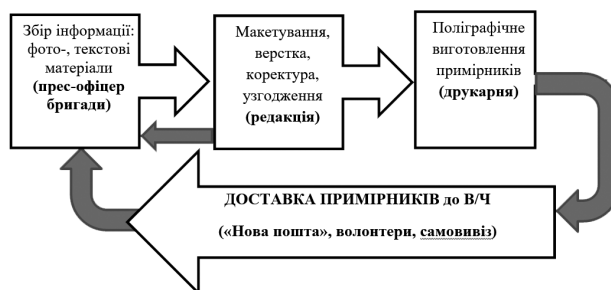 Збір інформації:
фото-, текстові
матеріали
(прес-офіцер
бригади)
Макетування,
верстка,
коректура,
узгодження
(редакція)
Поліграфічне
виготовлення
примірників
(друкарня)
ДОСТАВКА ПРИМІРНИКІВ до В/Ч
(«Нова пошта», волонтери, самовивіз)